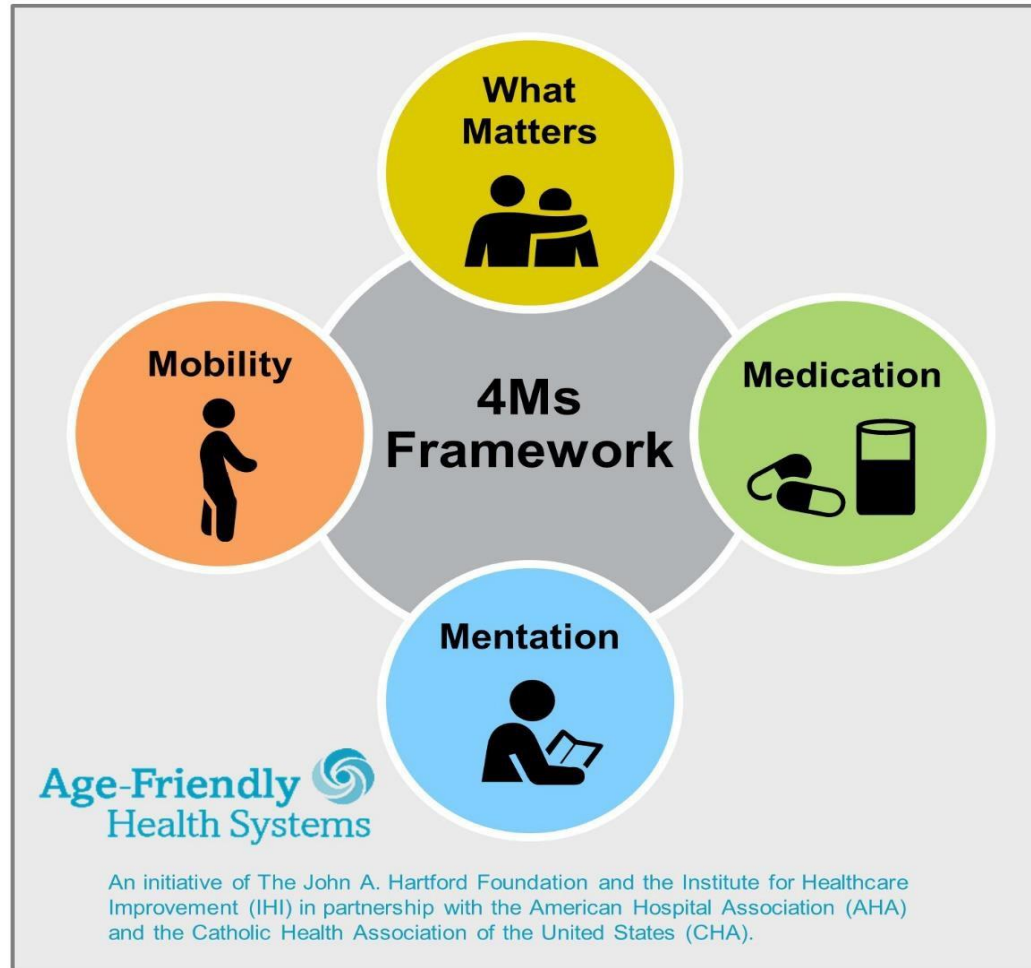 What
Matters
Mobility
4Ms
Framework
Medication
Mentation
Age-Friendly
Health Systems
An initiative of The John A. Hartford Foundation and the Institute for Healthcare
Improvement (IHI) in partnership with the American Hospital Association (AHA)
and the Catholic Health Association of the United States (CHA).